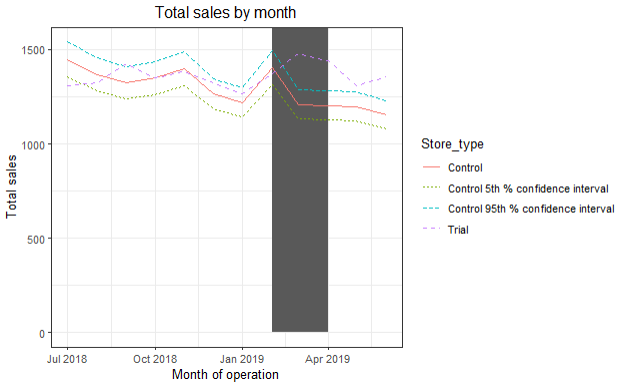 Total sales by month
Total sales
1500
1000
500
0
Jul 2018 Oct 2018 Jan 2019 Apr 2019
Month of operation
Store_type
Control
Control 5th % confidence interval
Control 95th % confidence interval
Trial